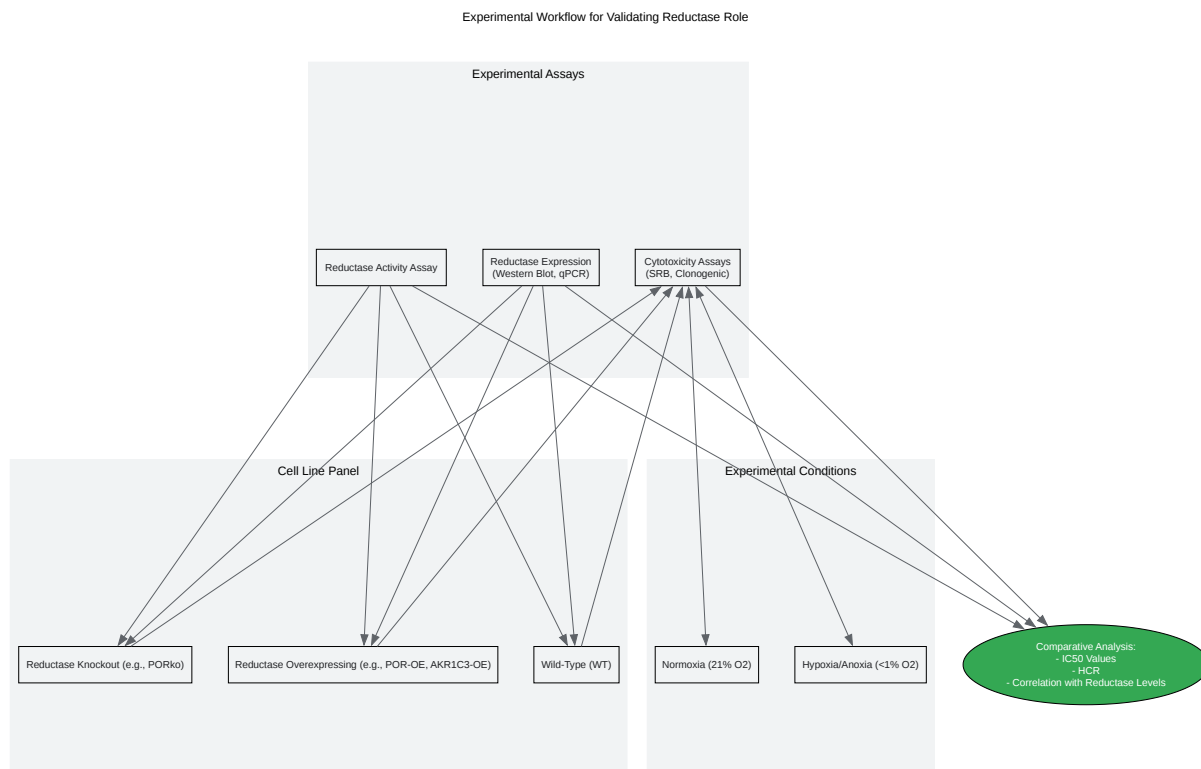 Experimental Workflow for Validating Reductase Role
Experimental Assays
Reductase Activity Assay
Reductase Expression
(Western Blot, qPCR)
Cytotoxicity Assays
(SRB, Clonogenic)
Cell Line Panel
Experimental Conditions
Reductase Knockout (e.g., PORko)
Reductase Overexpressing (e.g., POR-OE, AKR1C3-OE)
Wild-Type (WT)
Normoxia (21% O2)
Hypoxia/Anoxia (<1% O2)
Comparative Analysis:
- IC50 Values
- HCR
- Correlation with Reductase Levels